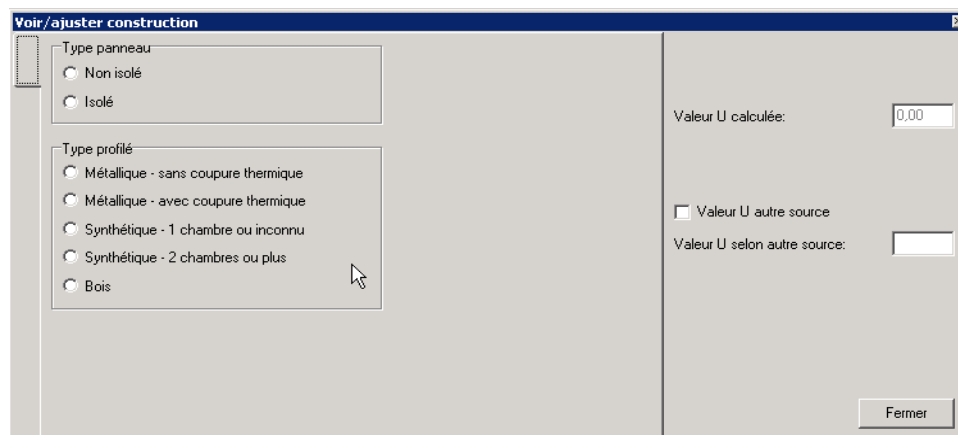 Voir/ajuster construction
Type panneau
Non isolé
Isolé
Type profilé
Métallique - sans coupure thermique
Métallique - avec coupure thermique
Synthétique - 1 chambre ou inconnu
Synthétique - 2 chambres ou plus
Bois
Valeur U calculée: 0,00
Valeur U autre source
Valeur U selon autre source:
Fermer